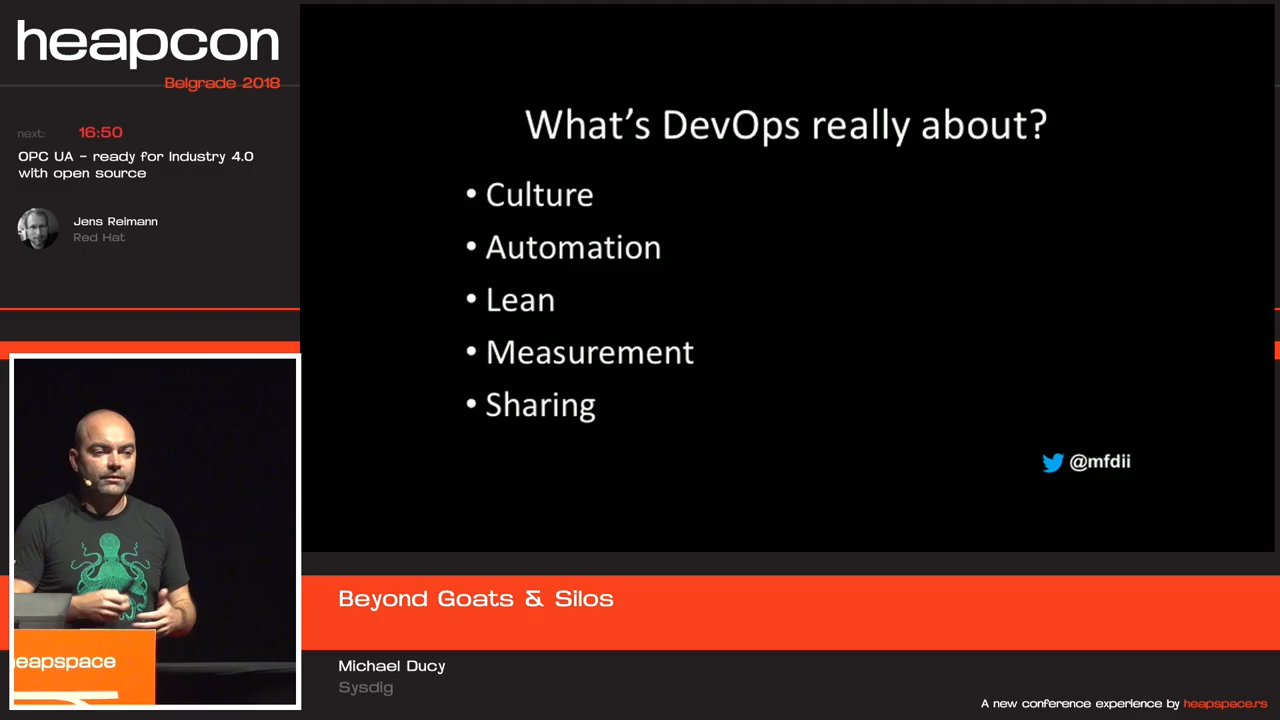 heapcon
Belgrade 2018
next: 16:50
OPC UA - ready for Industry 4.0
with open source
Jens Reimann
Red Hat
What's DevOps really about?
• Culture
• Automation
• Lean
• Measurement
• Sharing
@mfdii
heapspace
Beyond Goats & Silos
Michael Ducy
Sysdig
A new conference experience by heapspace.rs